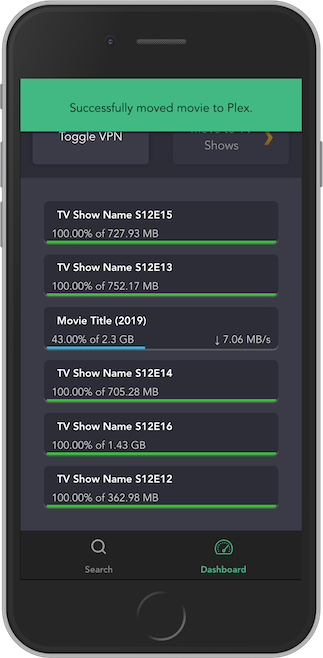 Successfully moved movie to Plex.
Toggle VPN
Move to TV
Shows
TV Show Name S12E15
100.00% of 727.93 MB
TV Show Name S12E13
100.00% of 752.17 MB
Movie Title (2019)
43.00% of 2.3 GB ↓ 7.06 MB/s
TV Show Name S12E14
100.00% of 705.28 MB
TV Show Name S12E16
100.00% of 1.43 GB
TV Show Name S12E12
100.00% of 362.98 MB
Search
Dashboard